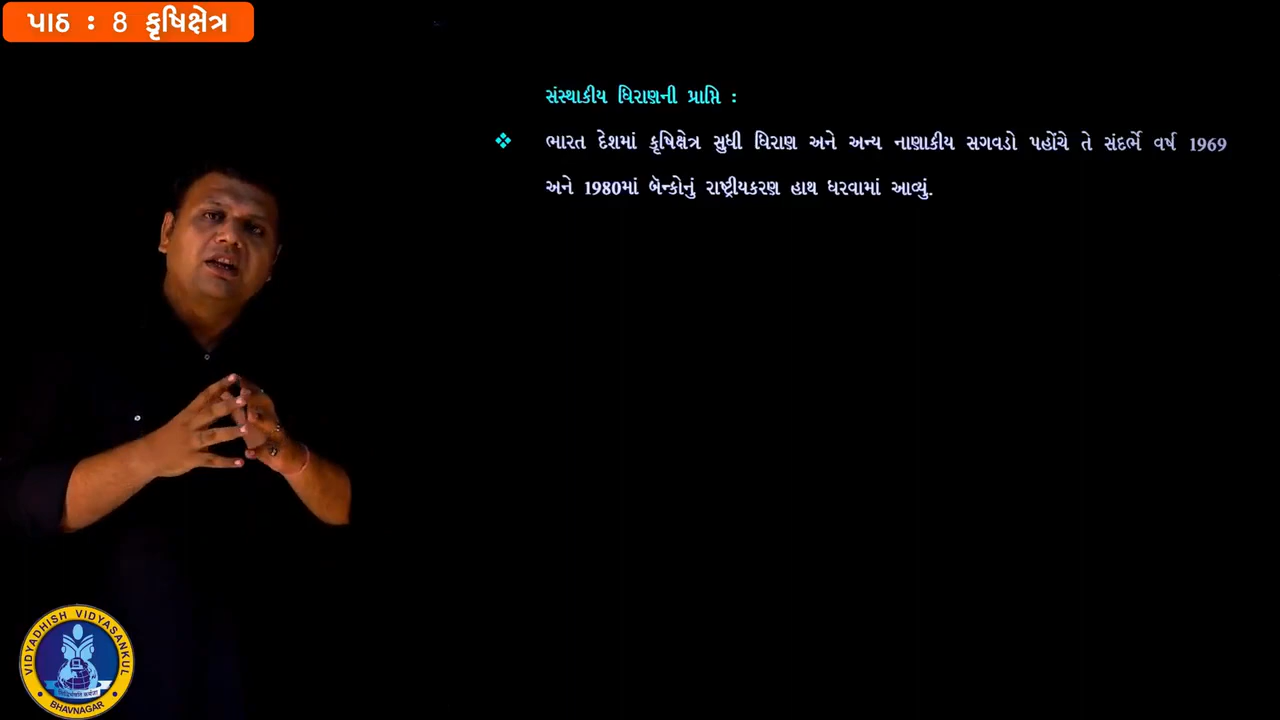 પાઠ : 8 કૃષિક્ષેત્ર
સંસ્થાકીય ધિરાણની પ્રાપ્તિ :
❖ ભારત દેશમાં કૃષિક્ષેત્ર સુધી ધિરાણ અને અન્ય નાણાકીય સગવડો પહોંચે તે સંદર્ભે વર્ષ 1969
અને 1980માં બૅન્કોનું રાષ્ટ્રીયકરણ હાથ ધરવામાં આવ્યું.
VIDYADHISH VIDYASANKUL
BHAVNAGAR